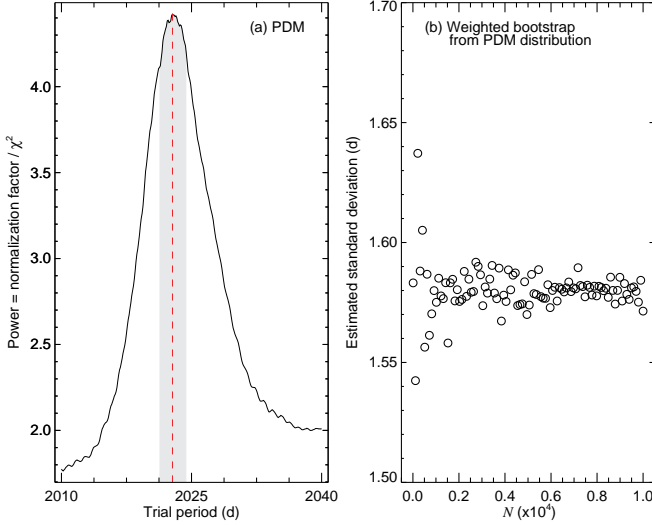 (a) PDM
Power = normalization factor / χ²
4.0
3.5
3.0
2.5
2.0
2010
2025
2040
Trial period (d)
(b) Weighted bootstrap
from PDM distribution
Estimated standard deviation (d)
1.70
1.65
1.60
1.55
1.50
0.0
0.2
0.4
0.6
0.8
1.0
N (x10⁴)